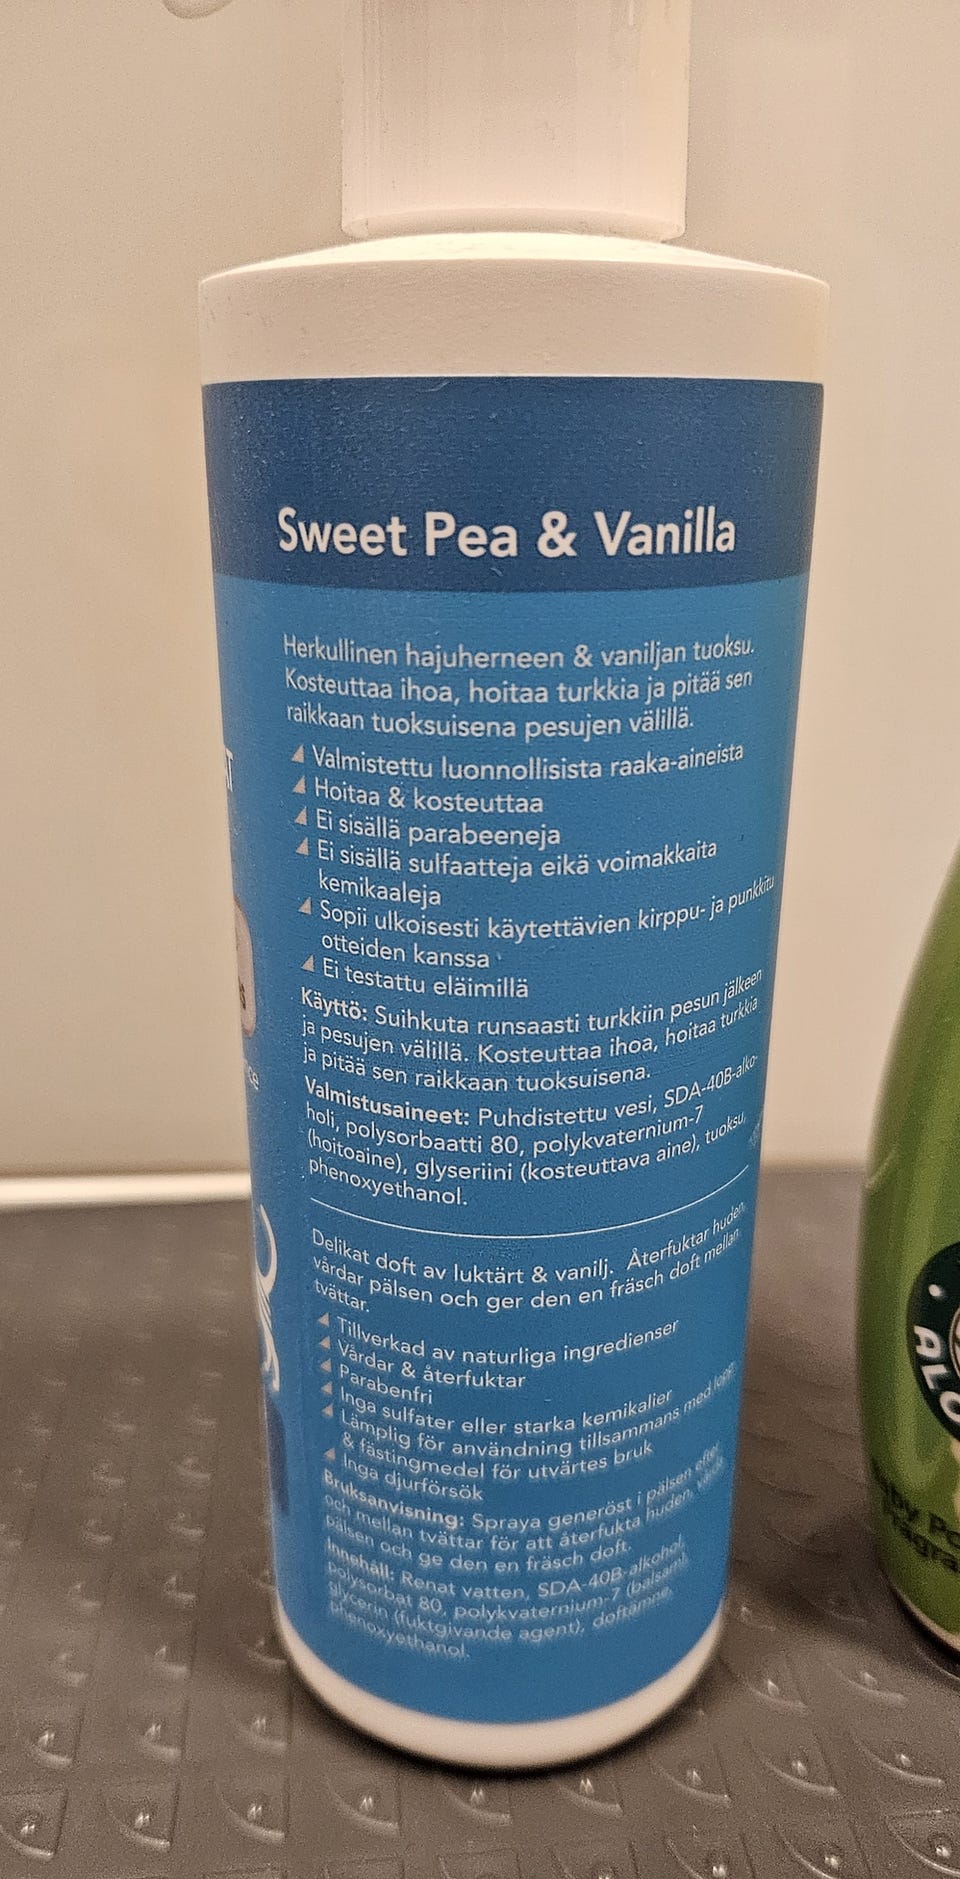 Sweet Pea & Vanilla
Herkullinen hajuherneen & vaniljan tuoksu.
Kosteuttaa ihoa, hoitaa turkkia ja pitää sen
raikkaan tuoksuisena pesujen välillä.
Valmistettu luonnollisista raaka-aineista
Hoitaa & kosteuttaa
Ei sisällä parabeeneja
Ei sisällä sulfaatteja eikä voimakkaita
kemikaaleja
Sopii ulkoisesti käytettävien kirppu- ja punkkitu
otteiden kanssa
Ei testattu eläimillä
Käyttö: Suihkuta runsaasti turkkiin pesun jälkeen
ja pesujen välillä. Kosteuttaa ihoa, hoitaa turkkia
ja pitää sen raikkaan tuoksuisena.
Valmistusaineet: Puhdistettu vesi, SDA-40B-alko-
holi, polysorbaatti 80, polykvaternium-7
(hoitoaine), glyseriini (kosteuttava aine), tuoksu,
phenoxyethanol.
Delikat doft av luktärt & vanilj. Återfuktar huden,
vårdar pälsen och ger den en fräsch doft mellan
tvättar.
Tillverkad av naturliga ingredienser
Vårdar & återfuktar
Parabenfri
Inga sulfater eller starka kemikalier
Lämplig för användning tillsammans med lopp-
& fästingmedel för utvärtes bruk
Inga djurförsök
Bruksanvisning: Spraya generöst i pälsen efter
och mellan tvättar för att återfukta huden, vårda
pälsen och ge den en fräsch doft.
Innehåll: Renat vatten, SDA-40B-alkohol,
polysorbat 80, polykvaternium-7 (balsam),
glycerin (fuktgivande agent), doftämne,
phenoxyethanol.
ALO